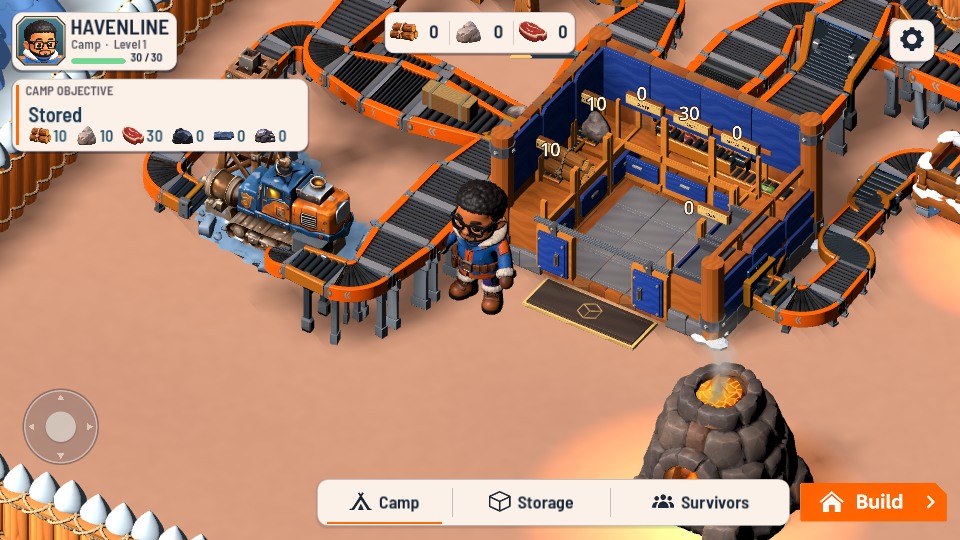 HAVENLINE
Camp · Level 1
30 / 30
0 0 0
CAMP OBJECTIVE
Stored
10 10 30 0 0 0
10
0
30
0
10
0
Camp
Storage
Survivors
Build